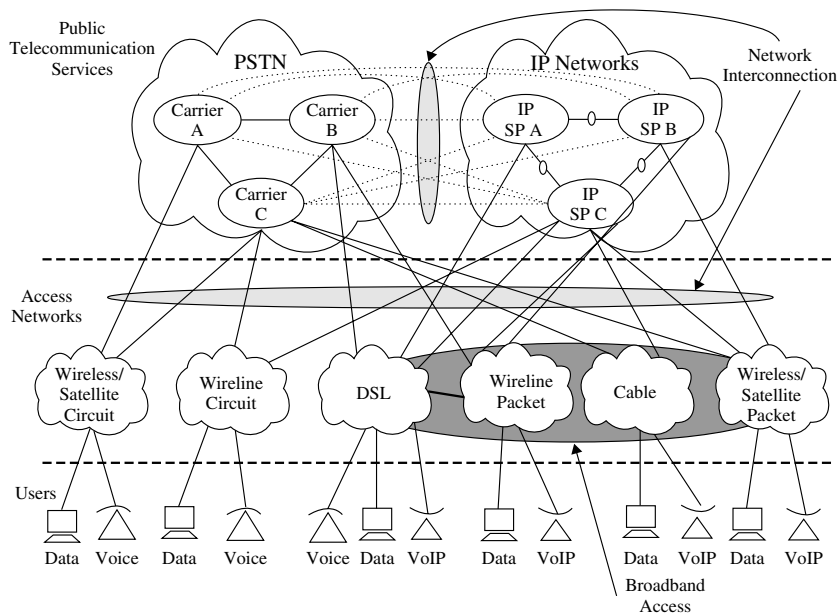 Public
Telecommunication
Services
PSTN
IP Networks
Network
Interconnection
Carrier
A
Carrier
B
IP
SP A
IP
SP B
Carrier
C
IP
SP C
Access
Networks
Wireless/
Satellite
Circuit
Wireline
Circuit
DSL
Wireline
Packet
Cable
Wireless/
Satellite
Packet
Users
Data
Voice
Data
Voice
Voice
Data
VoIP
Data
VoIP
Data
VoIP
Data
VoIP
Broadband
Access